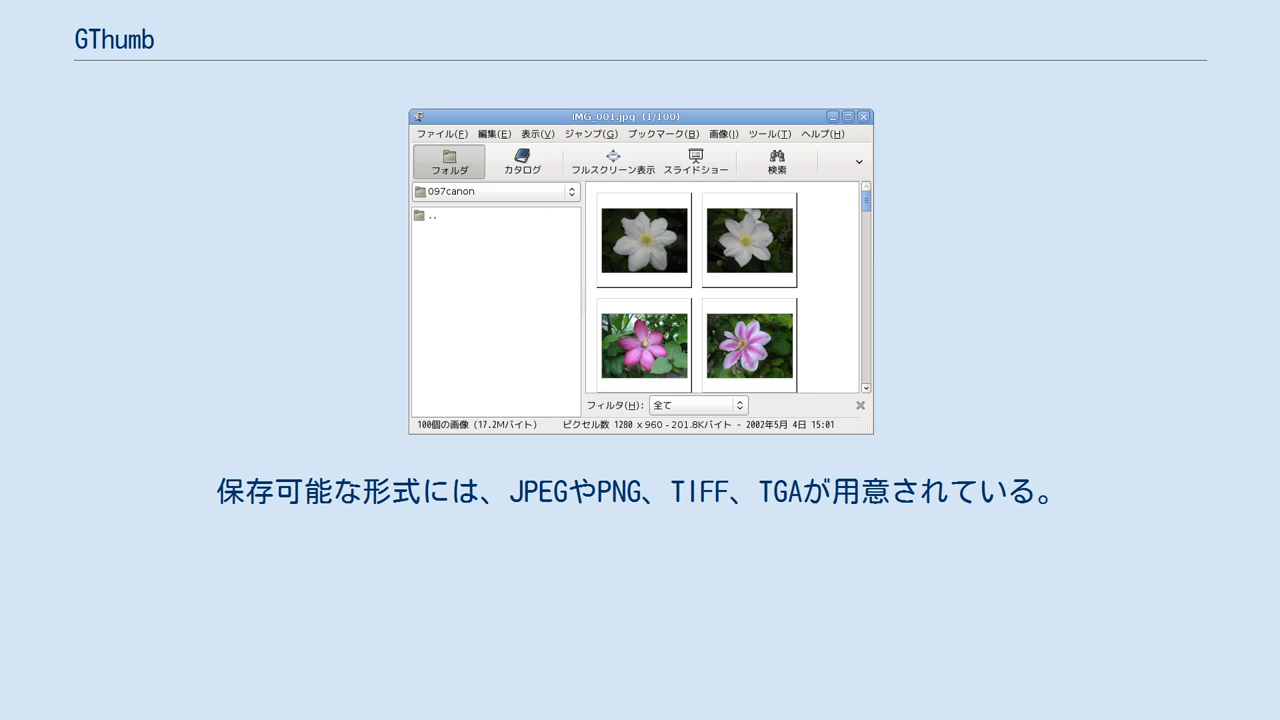 GThumb
IMG_001.jpg (1/100)
ファイル(F) 編集(E) 表示(V) ジャンプ(G) ブックマーク(B) 画像(I) ツール(T) ヘルプ(H)
フォルダ カタログ フルスクリーン表示 スライドショー 検索
097canon
..
フィルタ(H): 全て
100個の画像 (17.2Mバイト) ピクセル数 1280 x 960 - 201.8Kバイト - 2002年5月 4日 15:01
保存可能な形式には、JPEGやPNG、TIFF、TGAが用意されている。